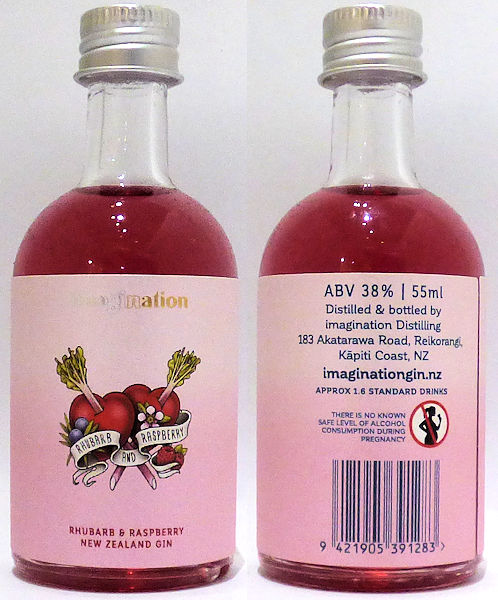 imagination
RHUBARB
AND
RASPBERRY
RHUBARB & RASPBERRY
NEW ZEALAND GIN
ABV 38% | 55ml
Distilled & bottled by
imagination Distilling
183 Akatarawa Road, Reikorangi,
Kāpiti Coast, NZ
imaginationgin.nz
APPROX 1.6 STANDARD DRINKS
THERE IS NO KNOWN
SAFE LEVEL OF ALCOHOL
CONSUMPTION DURING
PREGNANCY
9 421905 391283 >